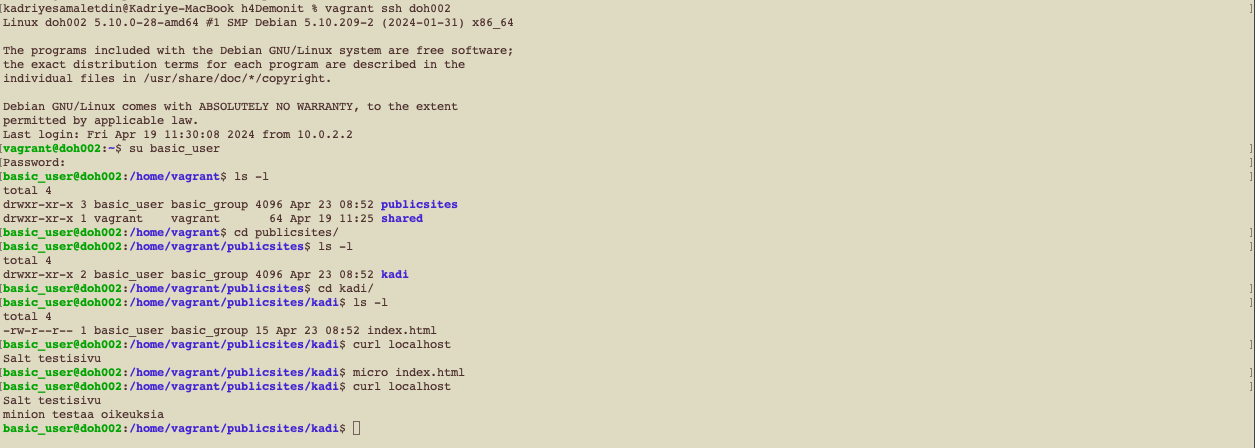 [kadriyesamaletdin@Kadriye-MacBook h4Demonit % vagrant ssh doh002 ]
Linux doh002 5.10.0-28-amd64 #1 SMP Debian 5.10.209-2 (2024-01-31) x86_64
The programs included with the Debian GNU/Linux system are free software;
the exact distribution terms for each program are described in the
individual files in /usr/share/doc/*/copyright.
Debian GNU/Linux comes with ABSOLUTELY NO WARRANTY, to the extent
permitted by applicable law.
Last login: Fri Apr 19 11:30:08 2024 from 10.0.2.2
[vagrant@doh002:~$ su basic_user ]
[Password: ]
[basic_user@doh002:/home/vagrant$ ls -l ]
total 4
drwxr-xr-x 3 basic_user basic_group 4096 Apr 23 08:52 publicsites
drwxr-xr-x 1 vagrant    vagrant       64 Apr 19 11:25 shared
[basic_user@doh002:/home/vagrant$ cd publicsites/ ]
[basic_user@doh002:/home/vagrant/publicsites$ ls -l ]
total 4
drwxr-xr-x 2 basic_user basic_group 4096 Apr 23 08:52 kadi
[basic_user@doh002:/home/vagrant/publicsites$ cd kadi/ ]
[basic_user@doh002:/home/vagrant/publicsites/kadi$ ls -l ]
total 4
-rw-r--r-- 1 basic_user basic_group 15 Apr 23 08:52 index.html
[basic_user@doh002:/home/vagrant/publicsites/kadi$ curl localhost ]
Salt testisivu
[basic_user@doh002:/home/vagrant/publicsites/kadi$ micro index.html ]
[basic_user@doh002:/home/vagrant/publicsites/kadi$ curl localhost ]
Salt testisivu
minion testaa oikeuksia
basic_user@doh002:/home/vagrant/publicsites/kadi$